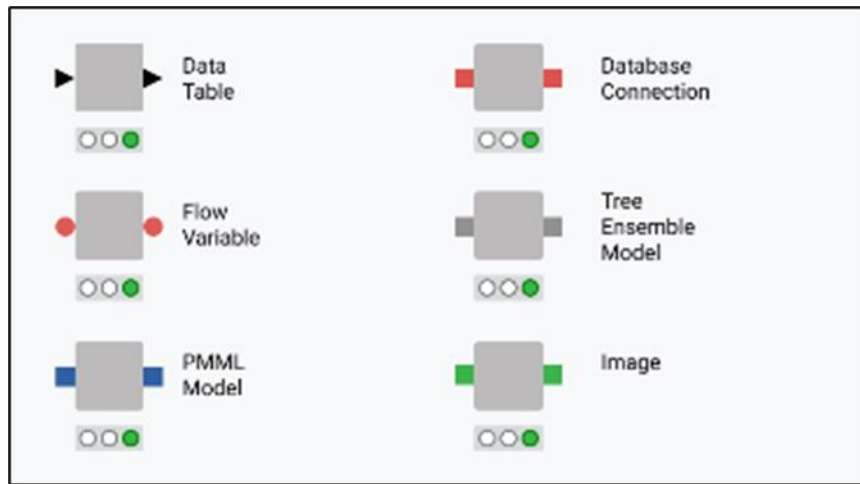 Data
Table
Database
Connection
Flow
Variable
Tree
Ensemble
Model
PMML
Model
Image